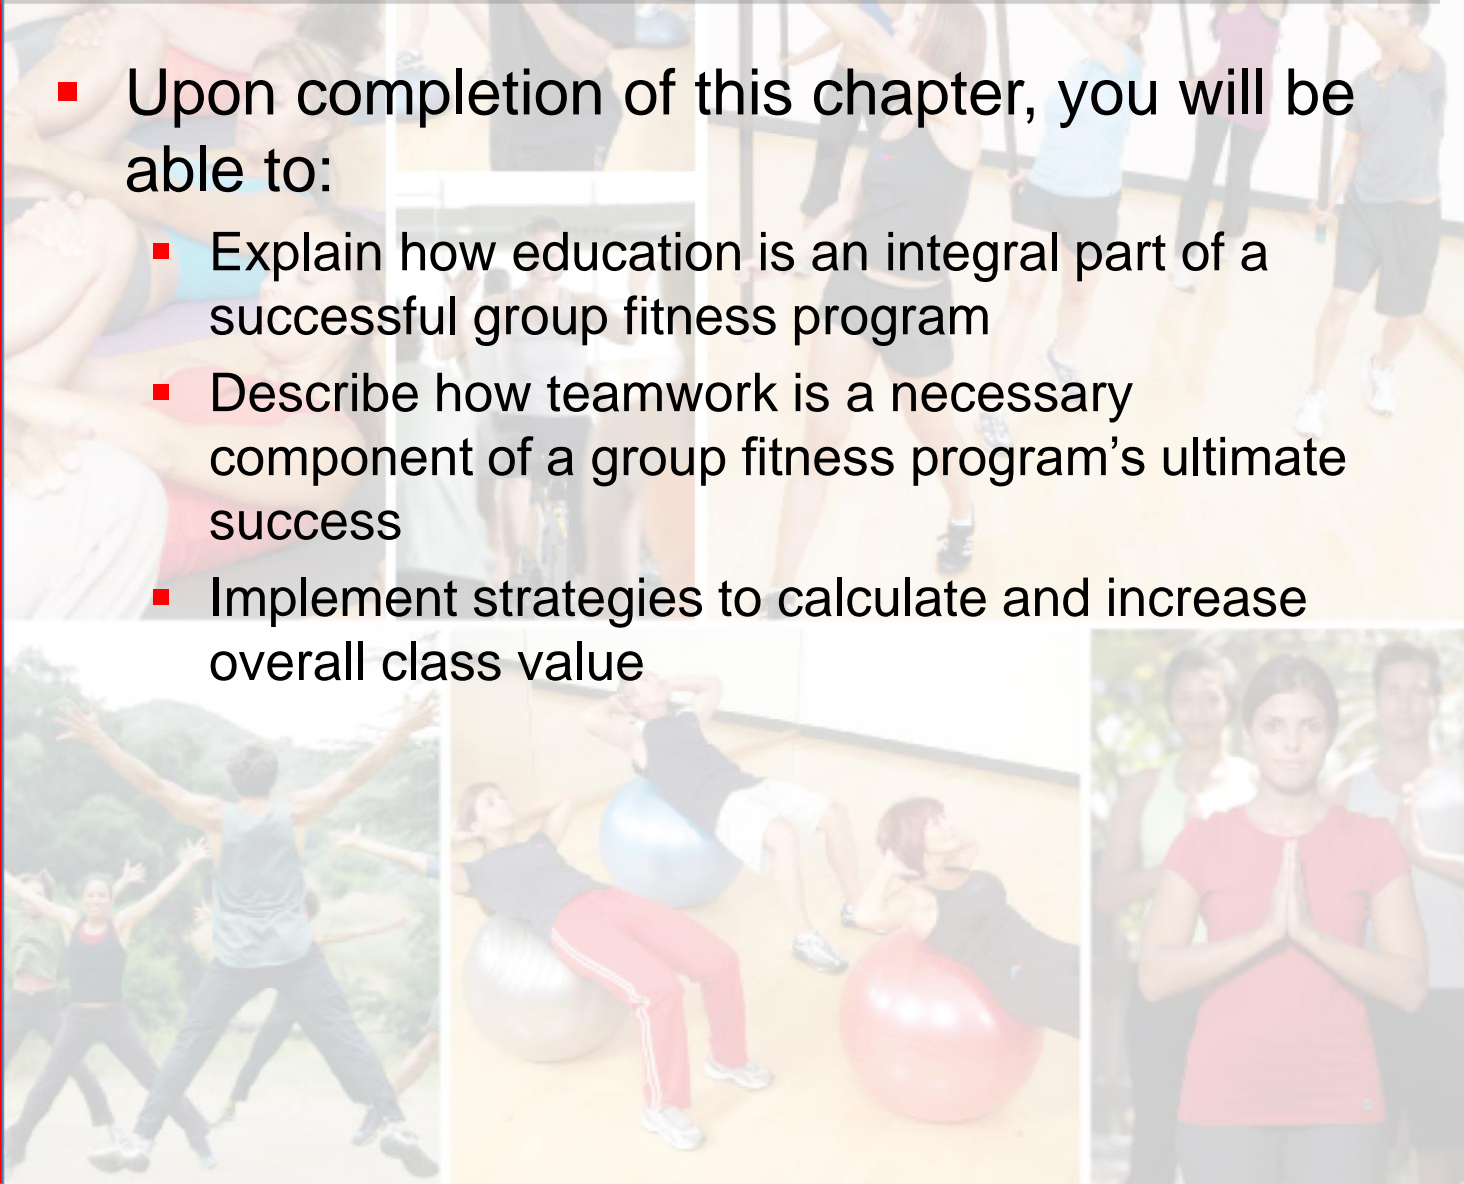 ▪ Upon completion of this chapter, you will be
able to:
▪ Explain how education is an integral part of a
successful group fitness program
▪ Describe how teamwork is a necessary
component of a group fitness program’s ultimate
success
▪ Implement strategies to calculate and increase
overall class value